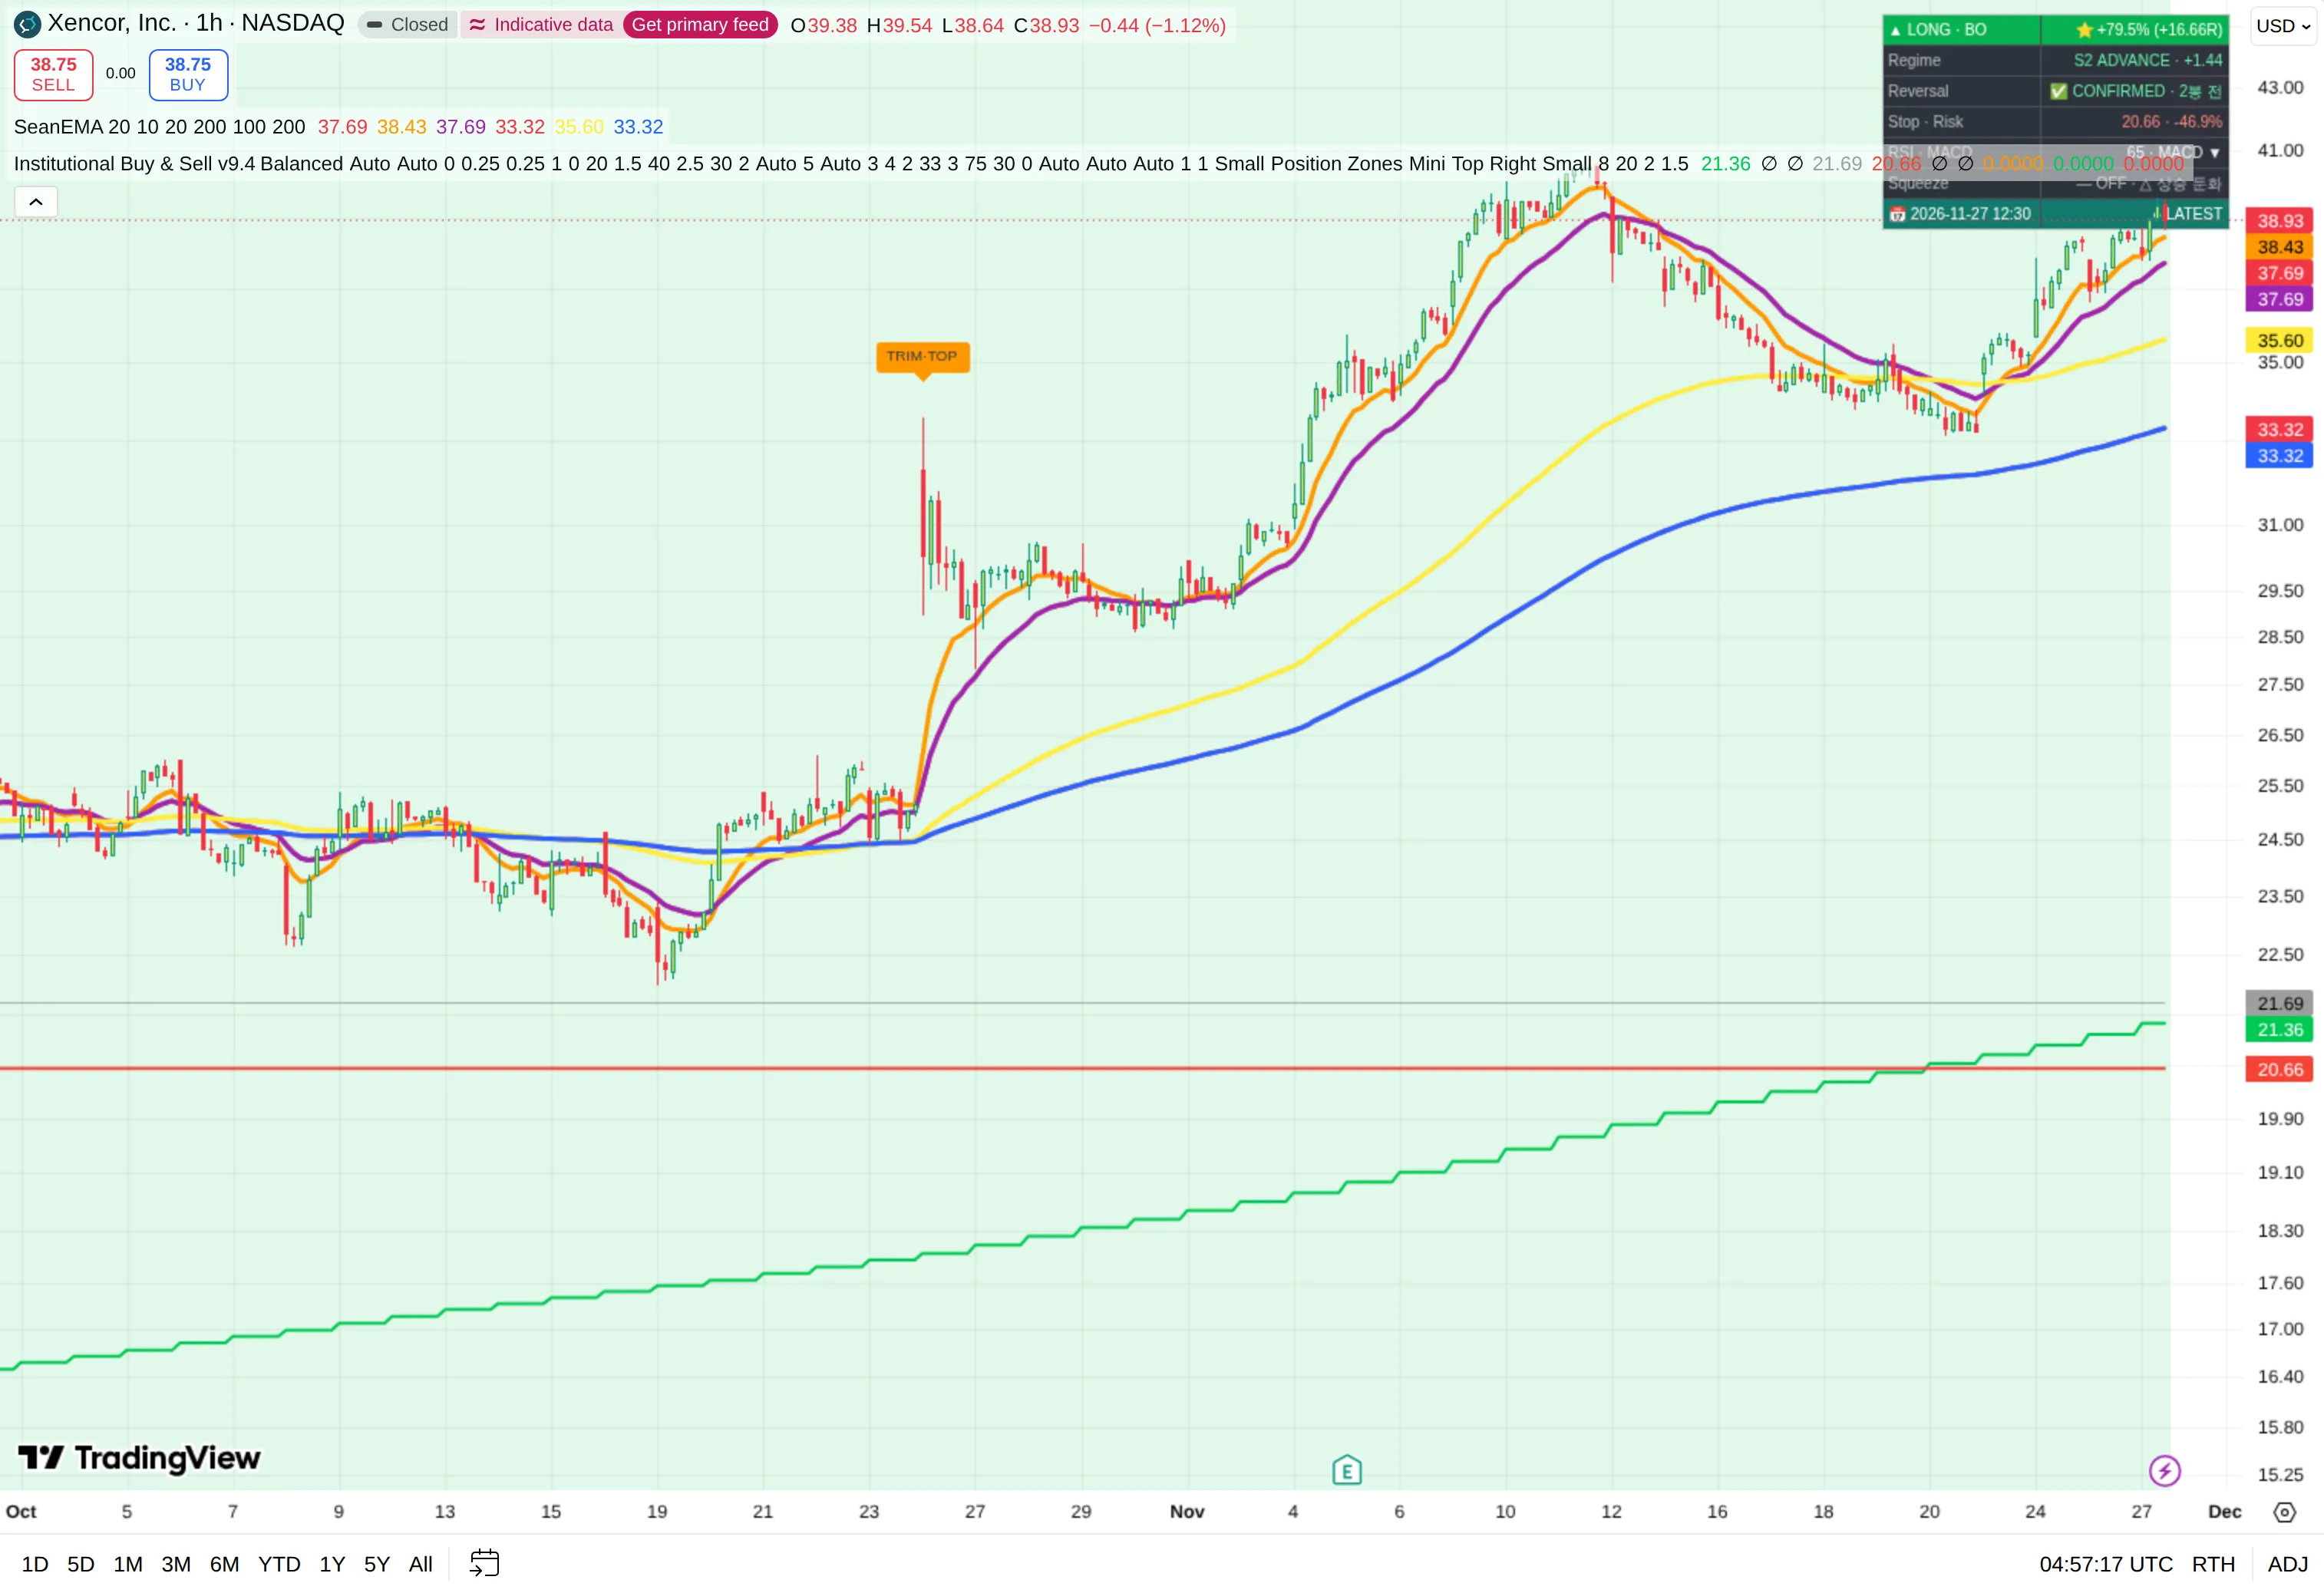 Xencor, Inc. · 1h · NASDAQ Closed Indicative data Get primary feed O39.38 H39.54 L38.64 C38.93 −0.44 (−1.12%)
38.75 SELL 0.00 38.75 BUY
SeanEMA 20 10 20 200 100 200 37.69 38.43 37.69 33.32 35.60 33.32
Institutional Buy & Sell v9.4 Balanced Auto Auto 0 0.25 0.25 1 0 20 1.5 40 2.5 30 2 Auto 5 Auto 3 4 2 33 3 75 30 0 Auto Auto Auto 1 1 Small Position Zones Mini Top Right Small 8 20 2 1.5 21.36 ∅ ∅ 21.69 20.66 ∅ ∅ 0.0000 0.0000 0.0000
▲ LONG · BO ⭐+79.5% (+16.66R)
Regime S2 ADVANCE · +1.44
Reversal ✅ CONFIRMED · 2봉 전
Stop · Risk 20.66 · -46.9%
RSI · MACD 65 · MACD ▼
Squeeze — OFF · △ 상승 둔화
📅 2026-11-27 12:30 LATEST
USD
43.00
41.00
38.93
38.43
37.69
37.69
35.60
35.00
33.32
33.32
31.00
29.50
28.50
27.50
26.50
25.50
24.50
23.50
22.50
21.69
21.36
20.66
19.90
19.10
18.30
17.60
17.00
16.40
15.80
15.25
TRIM·TOP
TradingView
E
Oct 5 7 9 13 15 19 21 23 27 29 Nov 4 6 10 12 16 18 20 24 27 Dec
1D 5D 1M 3M 6M YTD 1Y 5Y All 04:57:17 UTC RTH ADJ